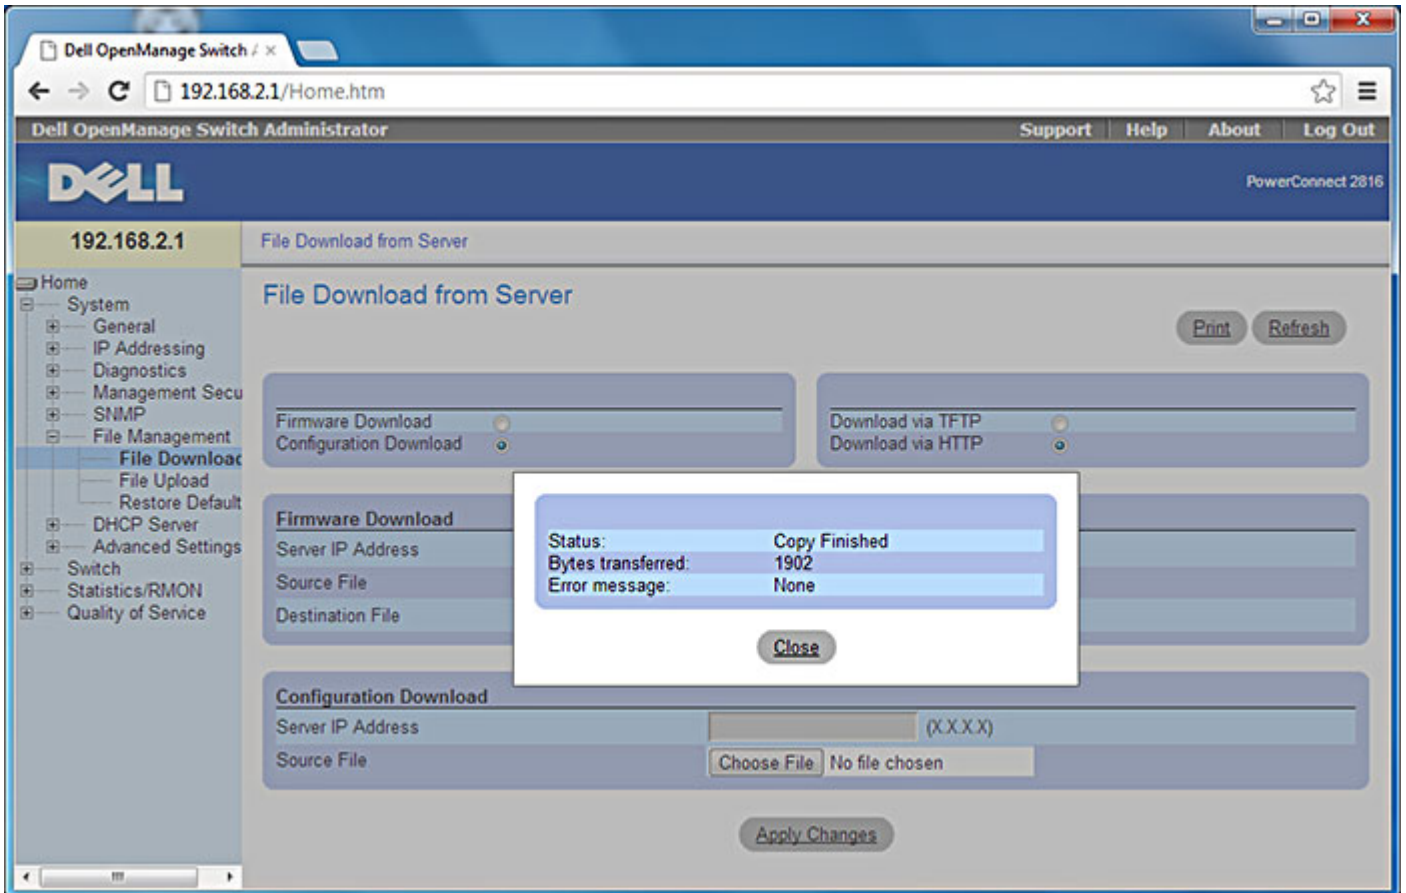 Dell OpenManage Switch /
192.168.2.1/Home.htm
Dell OpenManage Switch Administrator
Support Help About Log Out
DELL
PowerConnect 2816
192.168.2.1
File Download from Server
Home
System
General
IP Addressing
Diagnostics
Management Secu
SNMP
File Management
File Downloac
File Upload
Restore Default
DHCP Server
Advanced Settings
Switch
Statistics/RMON
Quality of Service
File Download from Server
Print Refresh
Firmware Download
Configuration Download
Download via TFTP
Download via HTTP
Firmware Download
Server IP Address
Source File
Destination File
Status: Copy Finished
Bytes transferred: 1902
Error message: None
Close
Configuration Download
Server IP Address (X.X.X.X)
Source File Choose File No file chosen
Apply Changes